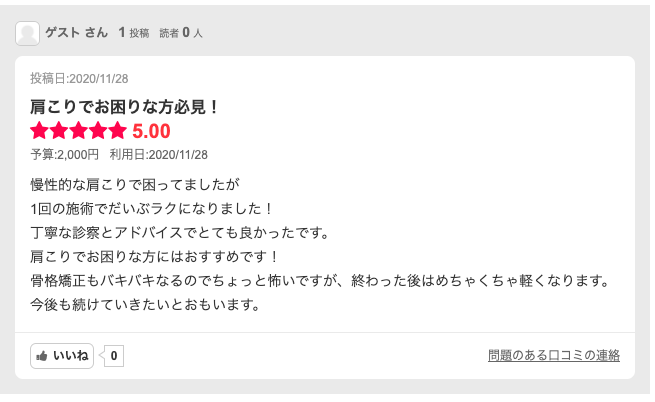 ゲスト さん 1 投稿 読者 0 人
投稿日:2020/11/28
肩こりでお困りな方必見！
5.00
予算:2,000円 利用日:2020/11/28
慢性的な肩こりで困ってましたが
1回の施術でだいぶラクになりました！
丁寧な診察とアドバイスでとても良かったです。
肩こりでお困りな方にはおすすめです！
骨格矯正もバキバキなるのでちょっと怖いですが、終わった後はめちゃくちゃ軽くなります。
今後も続けていきたいとおもいます。
いいね 0 問題のある口コミの連絡